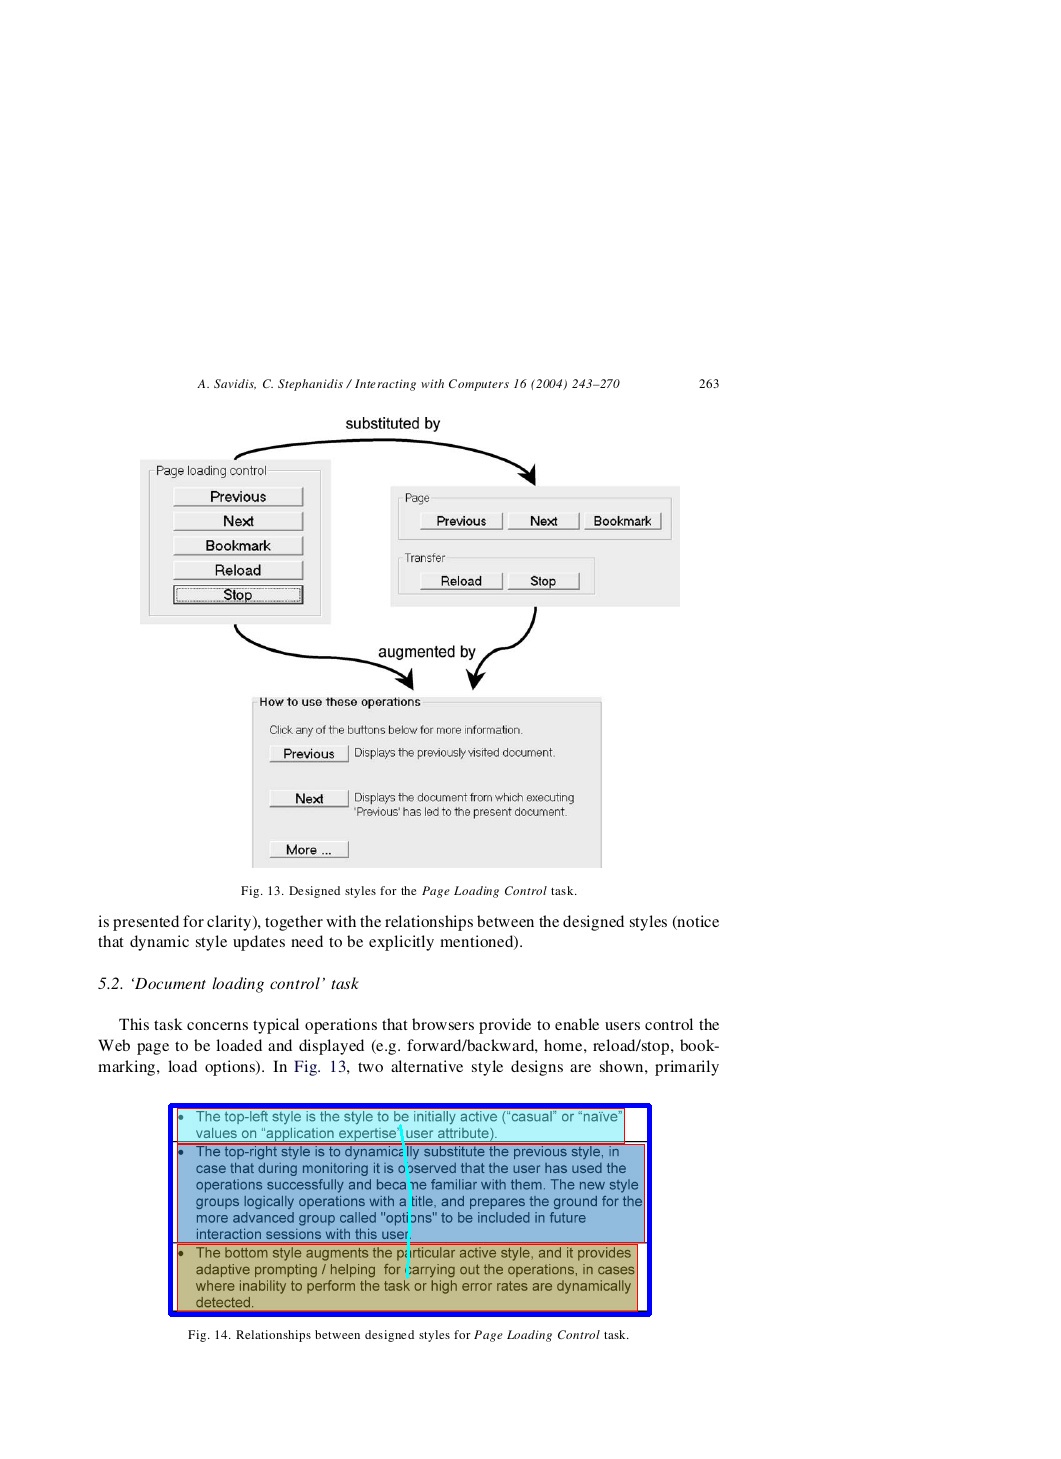 A. Savidis, C. Stephanidis / Interacting with Computers 16 (2004) 243–270 263
substituted by
Page loading control
Previous
Next
Bookmark
Reload
Stop
Page
Previous Next Bookmark
Transfer
Reload Stop
augmented by
How to use these operations
Click any of the buttons below for more information.
Previous Displays the previously visited document.
Next Displays the document from which executing
'Previous' has led to the present document.
More ...
Fig. 13. Designed styles for the Page Loading Control task.
is presented for clarity), together with the relationships between the designed styles (notice
that dynamic style updates need to be explicitly mentioned).
5.2. ‘Document loading control’ task
This task concerns typical operations that browsers provide to enable users control the
Web page to be loaded and displayed (e.g. forward/backward, home, reload/stop, book-
marking, load options). In Fig. 13, two alternative style designs are shown, primarily
• The top-left style is the style to be initially active (“casual” or “naïve”
values on “application expertise” user attribute).
• The top-right style is to dynamically substitute the previous style, in
case that during monitoring it is observed that the user has used the
operations successfully and became familiar with them. The new style
groups logically operations with a title, and prepares the ground for the
more advanced group called "options" to be included in future
interaction sessions with this user.
• The bottom style augments the particular active style, and it provides
adaptive prompting / helping for carrying out the operations, in cases
where inability to perform the task or high error rates are dynamically
detected.
Fig. 14. Relationships between designed styles for Page Loading Control task.